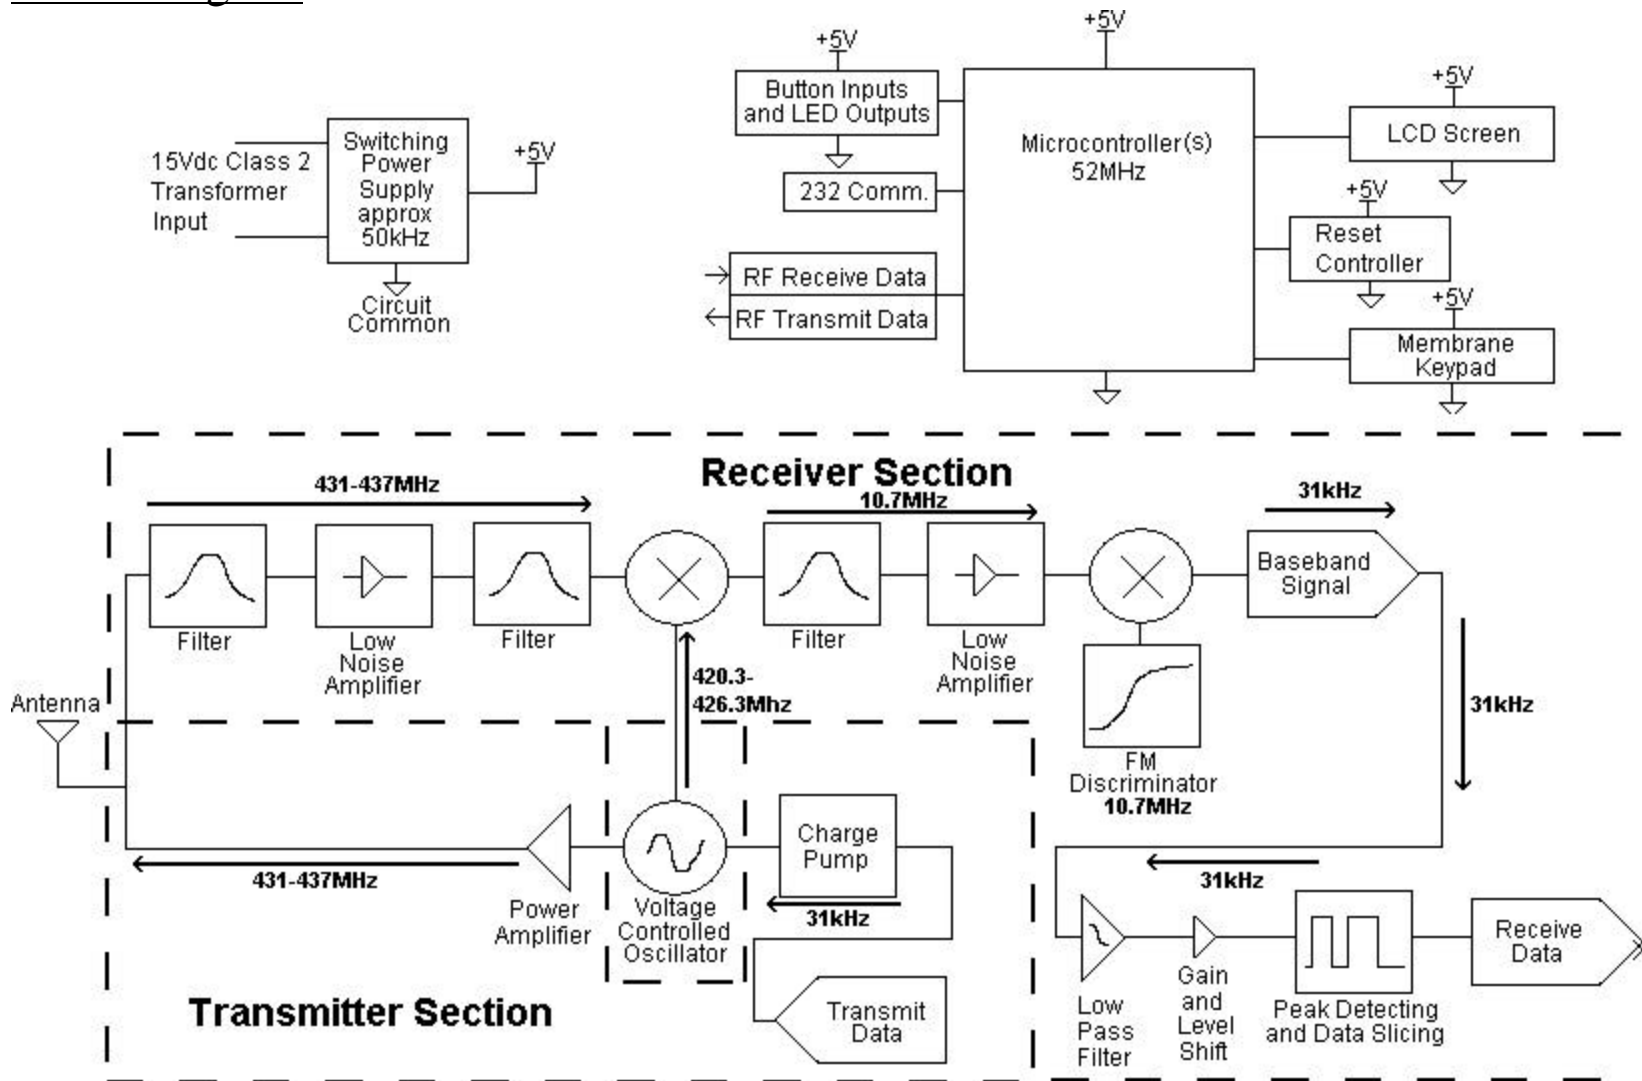 +5V
+5V
Button Inputs
and LED Outputs
+5V
LCD Screen
Switching
Power
Supply
approx
50kHz
15Vdc Class 2
Transformer
Input
+5V
Circuit
Common
Microcontroller(s)
52MHz
232 Comm.
+5V
Reset
Controller
RF Receive Data
RF Transmit Data
+5V
Membrane
Keypad
Receiver Section
431-437MHz
10.7MHz
31kHz
Filter
Low
Noise
Amplifier
Filter
Filter
Low
Noise
Amplifier
Baseband
Signal
420.3-
426.3Mhz
31kHz
FM
Discriminator
10.7MHz
Antenna
Charge
Pump
431-437MHz
31kHz
31kHz
Power
Amplifier
Voltage
Controlled
Oscillator
Low
Pass
Filter
Gain
and
Level
Shift
Peak Detecting
and Data Slicing
Receive
Data
Transmitter Section
Transmit
Data